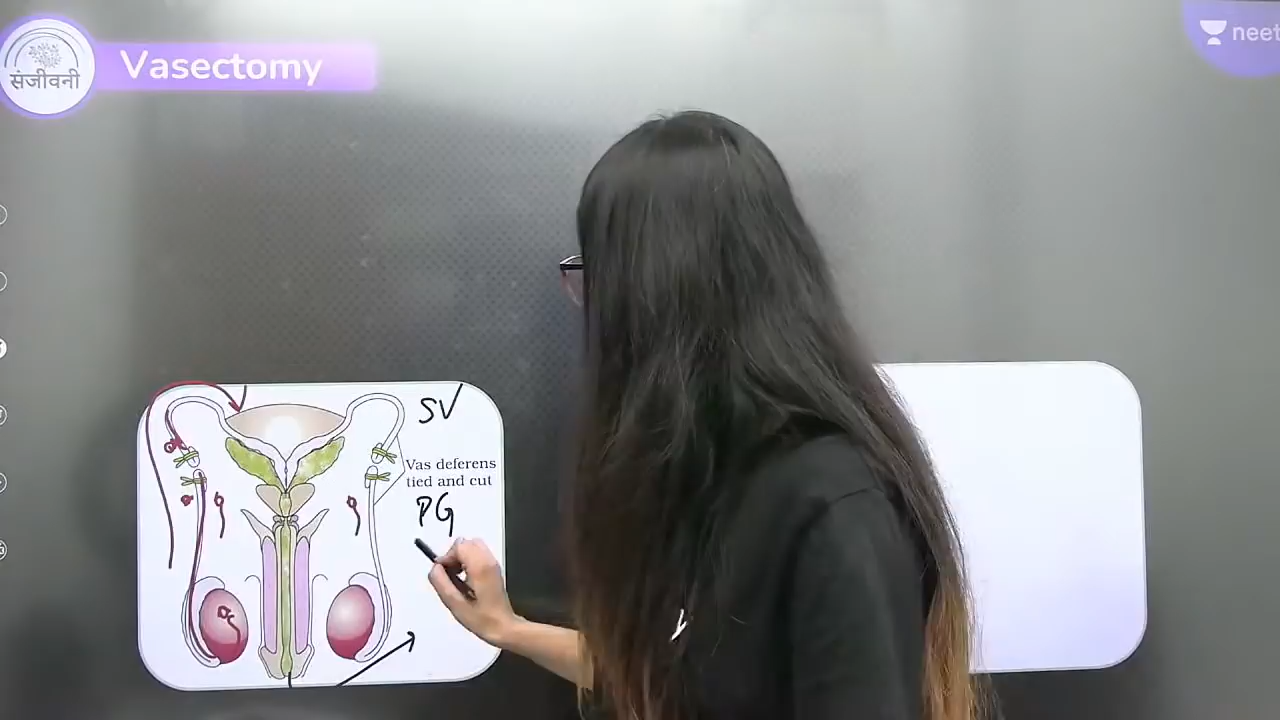 संजीवनी
Vasectomy
neet
SV
Vas deferens
tied and cut
PG